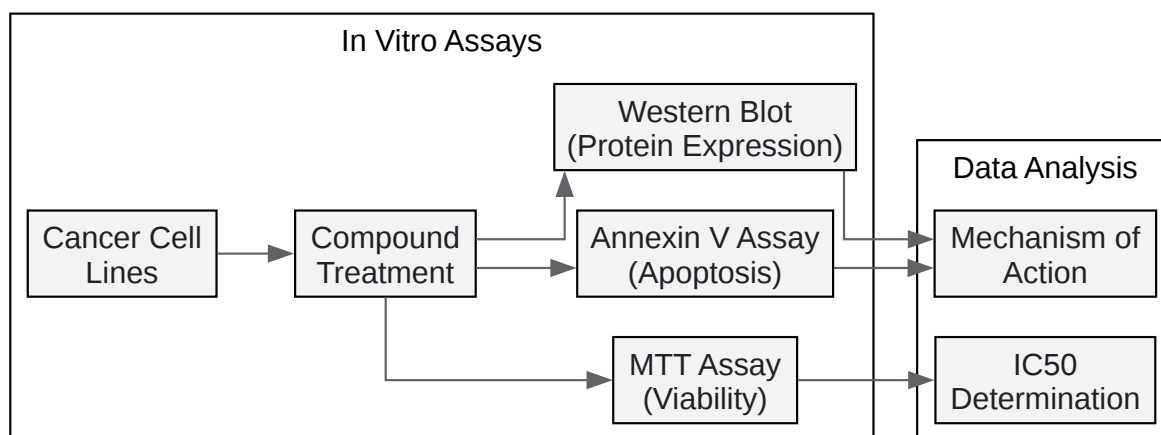 In Vitro Assays
Western Blot
(Protein Expression)
Data Analysis
Cancer Cell
Lines
Compound
Treatment
Annexin V Assay
(Apoptosis)
Mechanism of
Action
MTT Assay
(Viability)
IC50
Determination